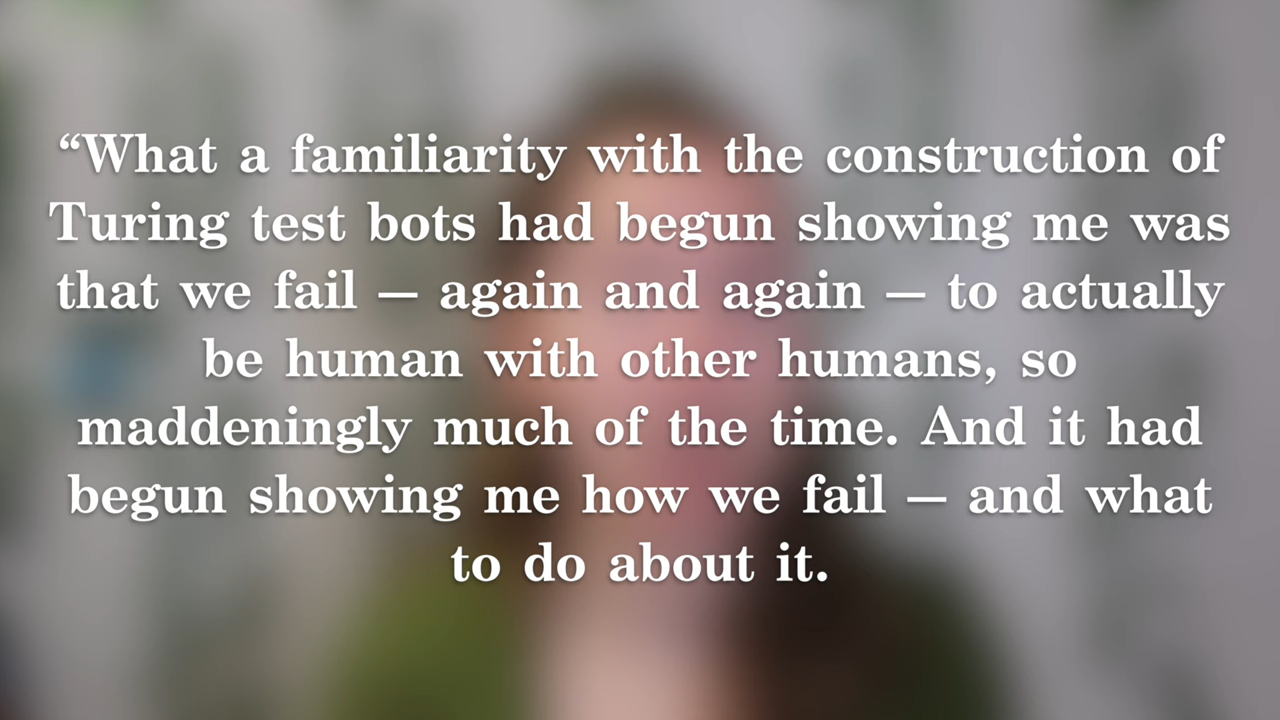 “What a familiarity with the construction of
Turing test bots had begun showing me was
that we fail — again and again — to actually
be human with other humans, so
maddeningly much of the time. And it had
begun showing me how we fail — and what
to do about it.